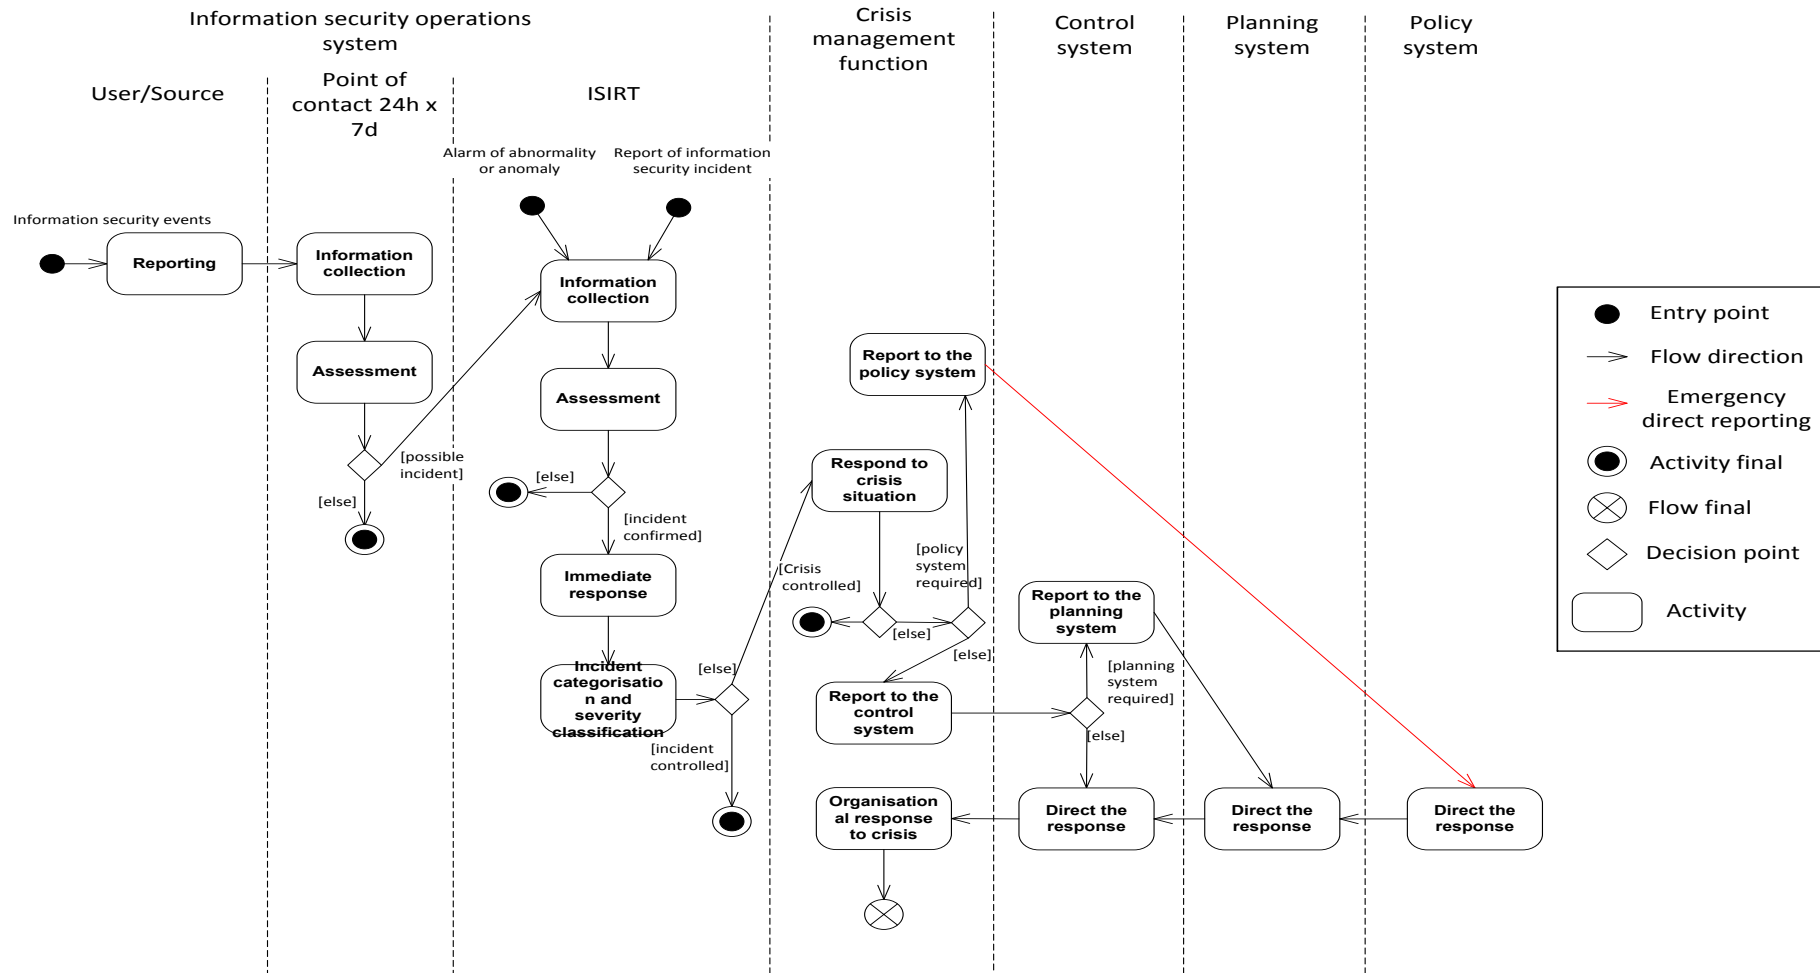 Information security operations
system
Crisis
management
function
Control
system
Planning
system
Policy
system
User/Source
Point of
contact 24h x
7d
ISIRT
Alarm of abnormality
or anomaly
Report of information
security incident
Information security events
Reporting
Information
collection
Information
collection
Assessment
Assessment
[possible
incident]
[else]
[else]
[incident
confirmed]
Immediate
response
Incident
categorisatio
n and
severity
classification
[else]
[incident
controlled]
Report to the
policy system
Respond to
crisis
situation
[Crisis
controlled]
[policy
system
required]
[else]
[else]
Report to the
control
system
Report to the
planning
system
[planning
system
required]
[else]
Organisation
al response
to crisis
Direct the
response
Direct the
response
Direct the
response
Entry point
Flow direction
Emergency
direct reporting
Activity final
Flow final
Decision point
Activity